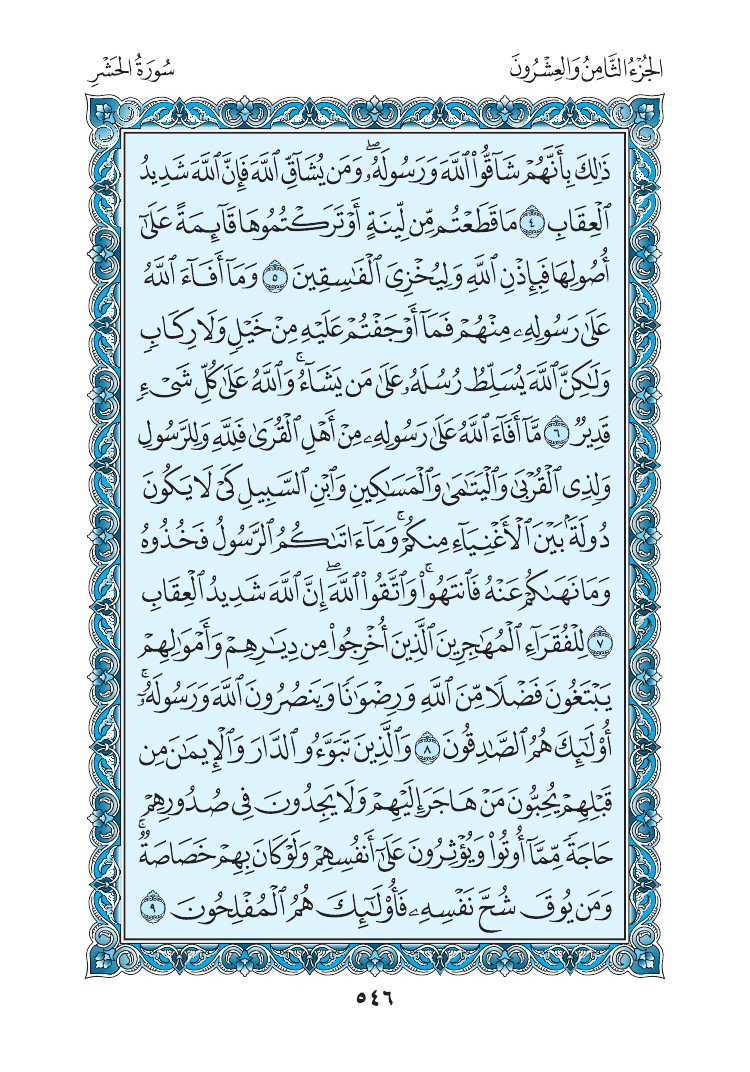 الجُزْءُ الثَّامِنُ وَالعِشْرُونَ
سُورَةُ الحَشْرِ
ذَٰلِكَ بِأَنَّهُمْ شَآقُّوا۟ ٱللَّهَ وَرَسُولَهُۥ ۖ وَمَن يُشَآقِّ ٱللَّهَ فَإِنَّ ٱللَّهَ شَدِيدُ
ٱلْعِقَابِ ٤ مَا قَطَعْتُم مِّن لِّينَةٍ أَوْ تَرَكْتُمُوهَا قَآئِمَةً عَلَىٰٓ
أُصُولِهَا فَبِإِذْنِ ٱللَّهِ وَلِيُخْزِىَ ٱلْفَـٰسِقِينَ ٥ وَمَآ أَفَآءَ ٱللَّهُ
عَلَىٰ رَسُولِهِۦ مِنْهُمْ فَمَآ أَوْجَفْتُمْ عَلَيْهِ مِنْ خَيْلٍ وَلَا رِكَابٍ
وَلَـٰكِنَّ ٱللَّهَ يُسَلِّطُ رُسُلَهُۥ عَلَىٰ مَن يَشَآءُ ۚ وَٱللَّهُ عَلَىٰ كُلِّ شَىْءٍ
قَدِيرٌ ٦ مَّآ أَفَآءَ ٱللَّهُ عَلَىٰ رَسُولِهِۦ مِنْ أَهْلِ ٱلْقُرَىٰ فَلِلَّهِ وَلِلرَّسُولِ
وَلِذِى ٱلْقُرْبَىٰ وَٱلْيَتَـٰمَىٰ وَٱلْمَسَـٰكِينِ وَٱبْنِ ٱلسَّبِيلِ كَىْ لَا يَكُونَ
دُولَةًۢ بَيْنَ ٱلْأَغْنِيَآءِ مِنكُمْ ۚ وَمَآ ءَاتَىٰكُمُ ٱلرَّسُولُ فَخُذُوهُ
وَمَا نَهَىٰكُمْ عَنْهُ فَٱنتَهُوا۟ ۚ وَٱتَّقُوا۟ ٱللَّهَ ۖ إِنَّ ٱللَّهَ شَدِيدُ ٱلْعِقَابِ
٧ لِلْفُقَرَآءِ ٱلْمُهَـٰجِرِينَ ٱلَّذِينَ أُخْرِجُوا۟ مِن دِيَـٰرِهِمْ وَأَمْوَٰلِهِمْ
يَبْتَغُونَ فَضْلًا مِّنَ ٱللَّهِ وَرِضْوَٰنًا وَيَنصُرُونَ ٱللَّهَ وَرَسُولَهُۥٓ ۚ
أُو۟لَـٰٓئِكَ هُمُ ٱلصَّـٰدِقُونَ ٨ وَٱلَّذِينَ تَبَوَّءُو ٱلدَّارَ وَٱلْإِيمَـٰنَ مِن
قَبْلِهِمْ يُحِبُّونَ مَنْ هَاجَرَ إِلَيْهِمْ وَلَا يَجِدُونَ فِى صُدُورِهِمْ
حَاجَةً مِّمَّآ أُوتُوا۟ وَيُؤْثِرُونَ عَلَىٰٓ أَنفُسِهِمْ وَلَوْ كَانَ بِهِمْ خَصَاصَةٌ ۚ
وَمَن يُوقَ شُحَّ نَفْسِهِۦ فَأُو۟لَـٰٓئِكَ هُمُ ٱلْمُفْلِحُونَ ٩
٥٤٦